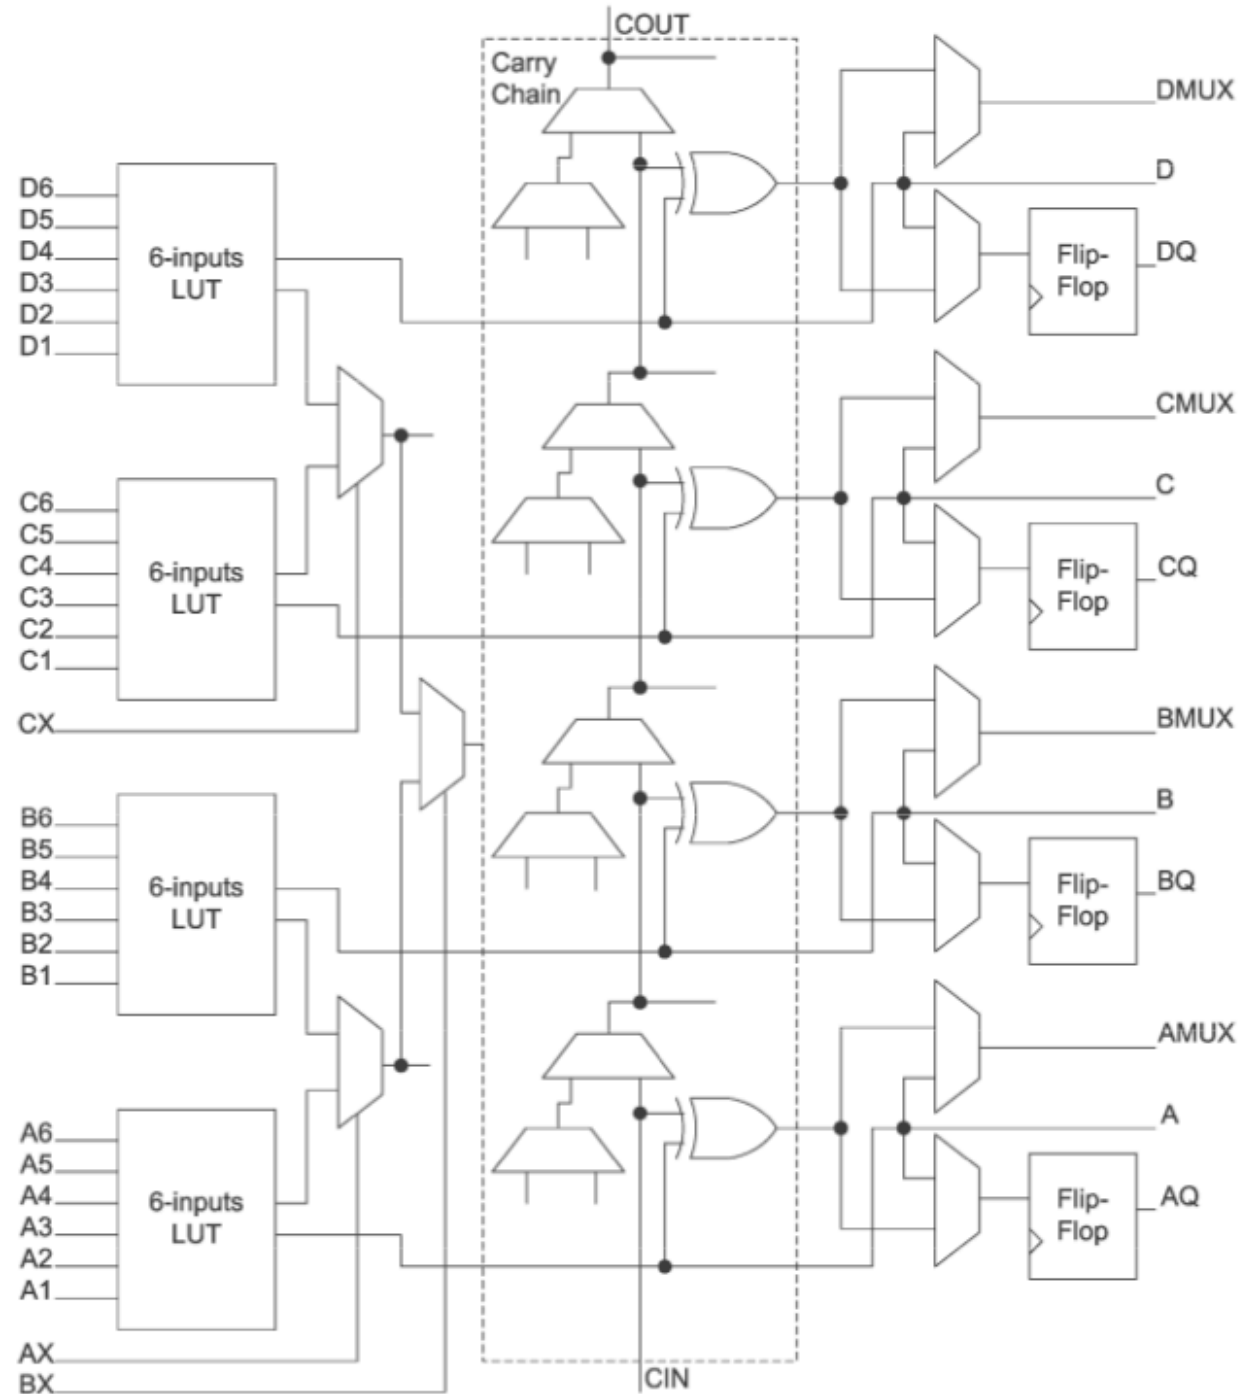 COUT
Carry
Chain
DMUX
D6
D5
D4
D3
D2
D1
6-inputs
LUT
D
Flip-
Flop
DQ
CMUX
C6
C5
C4
C3
C2
C1
6-inputs
LUT
C
Flip-
Flop
CQ
CX
BMUX
B6
B5
B4
B3
B2
B1
6-inputs
LUT
B
Flip-
Flop
BQ
AMUX
A6
A5
A4
A3
A2
A1
6-inputs
LUT
A
Flip-
Flop
AQ
AX
BX
CIN